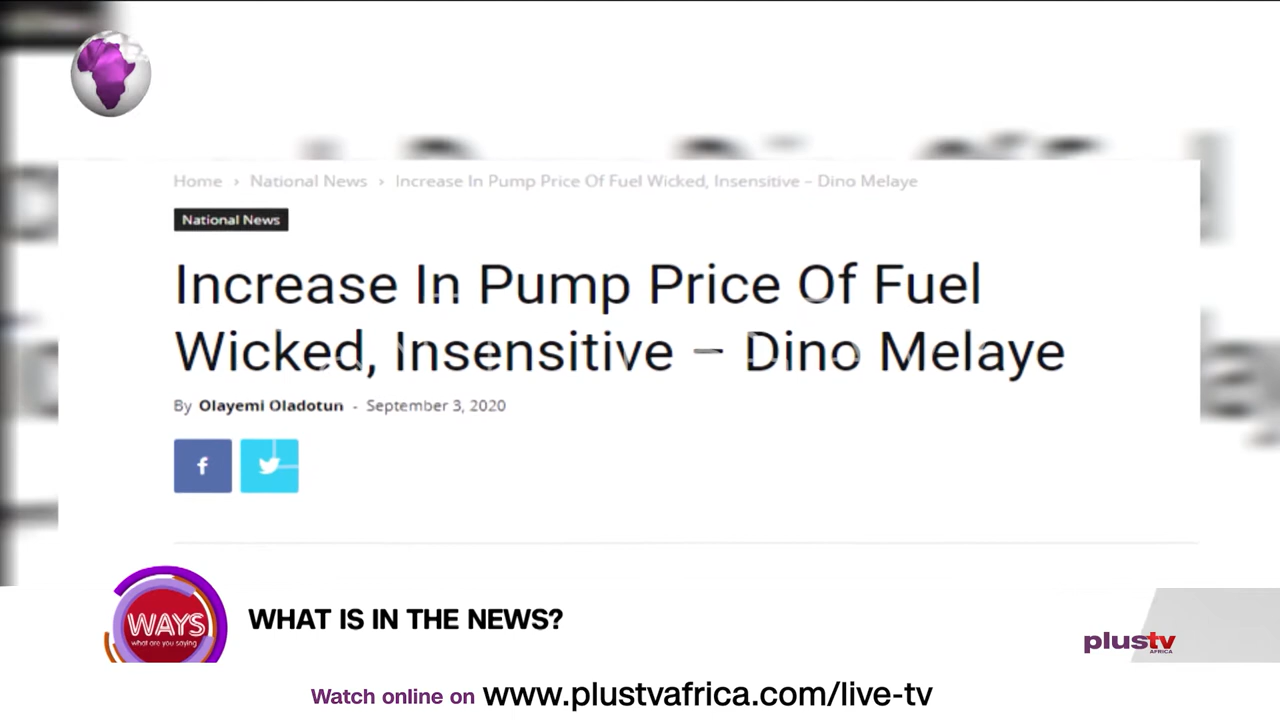 Home › National News › Increase In Pump Price Of Fuel Wicked, Insensitive – Dino Melaye
National News
Increase In Pump Price Of Fuel
Wicked, Insensitive – Dino Melaye
By Olayemi Oladotun - September 3, 2020
f
WAYS
what are you saying
WHAT IS IN THE NEWS?
plustv
AFRICA
Watch online on www.plustvafrica.com/live-tv